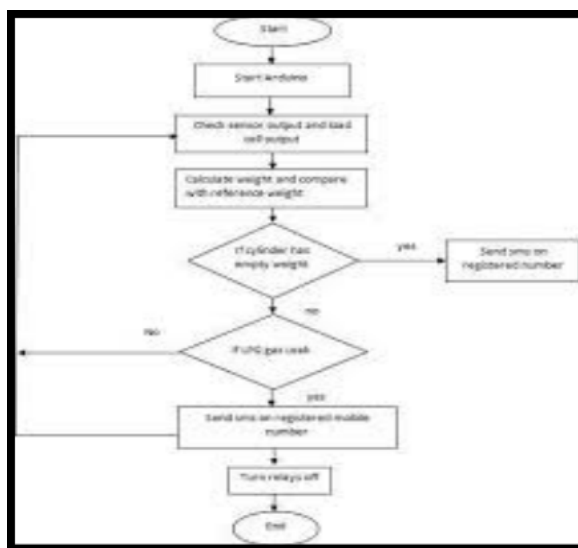 Start
Start Arduino
Check sensor output and load
cell output
Calculate weight and compare
with reference weight
If cylinder has
empty weight
yes
Send sms on
registered number
no
No
If LPG gas
yes
Send sms on registered mobile
number
Turn relays off
End